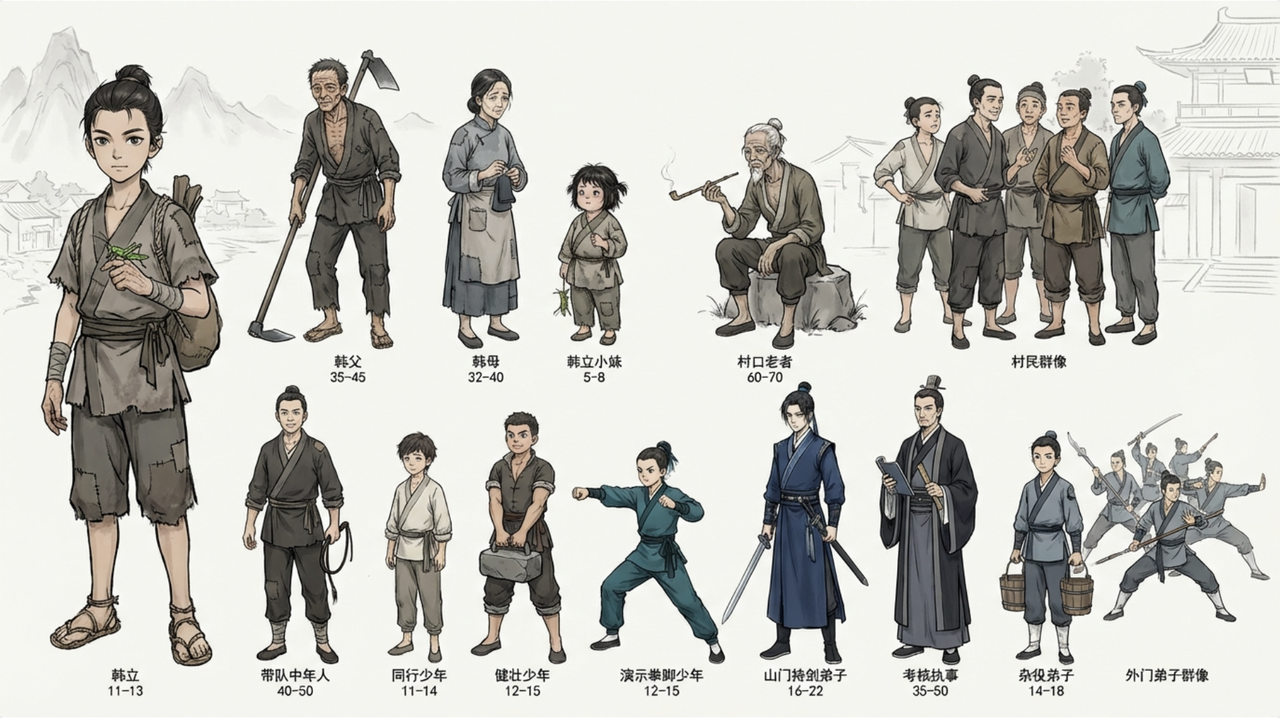 韩父
35-45
韩母
32-40
韩立小妹
5-8
村口老者
60-70
村民群像
韩立
11-13
带队中年人
40-50
同行少年
11-14
健壮少年
12-15
演示拳脚少年
12-15
山门持剑弟子
16-22
考核执事
35-50
杂役弟子
14-18
外门弟子群像